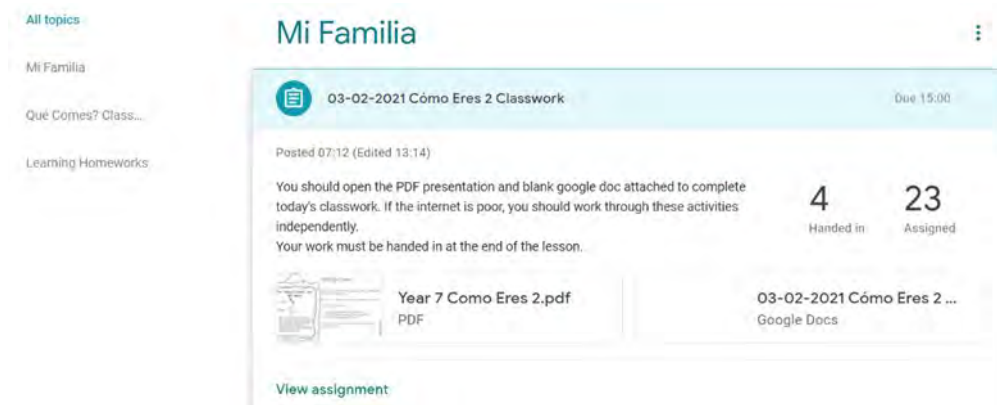 All topics
Mi Familia
Qué Comes? Class...
Learning Homeworks
Mi Familia
03-02-2021 Cómo Eres 2 Classwork
Due 15:00
Posted 07:12 (Edited 13:14)
You should open the PDF presentation and blank google doc attached to complete
today's classwork. If the internet is poor, you should work through these activities
independently.
Your work must be handed in at the end of the lesson.
4
Handed in
23
Assigned
Year 7 Como Eres 2.pdf
PDF
03-02-2021 Cómo Eres 2 ...
Google Docs
View assignment